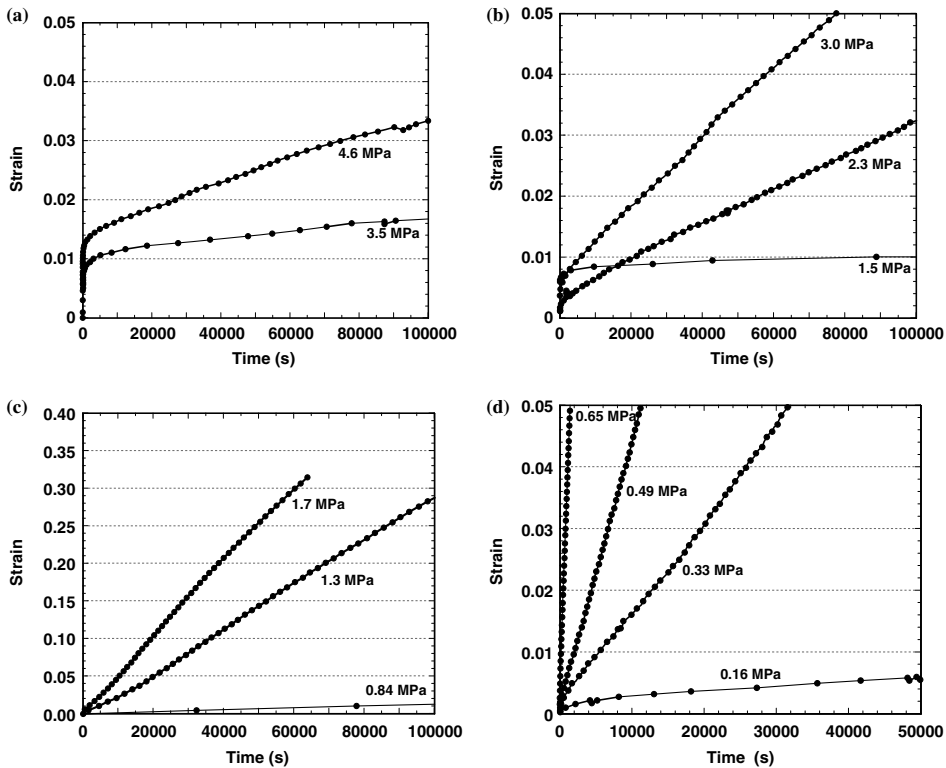 (a)
0.05
0.04
0.03
0.02
0.01
0
Strain
4.6 MPa
3.5 MPa
0 20000 40000 60000 80000 100000
Time (s)
(b)
0.05
0.04
0.03
0.02
0.01
0
Strain
3.0 MPa
2.3 MPa
1.5 MPa
0 20000 40000 60000 80000 100000
Time (s)
(c)
0.40
0.35
0.30
0.25
0.20
0.15
0.10
0.05
0.00
Strain
1.7 MPa
1.3 MPa
0.84 MPa
0 20000 40000 60000 80000 100000
Time (s)
(d)
0.05
0.04
0.03
0.02
0.01
0
Strain
0.65 MPa
0.49 MPa
0.33 MPa
0.16 MPa
0 10000 20000 30000 40000 50000
Time (s)